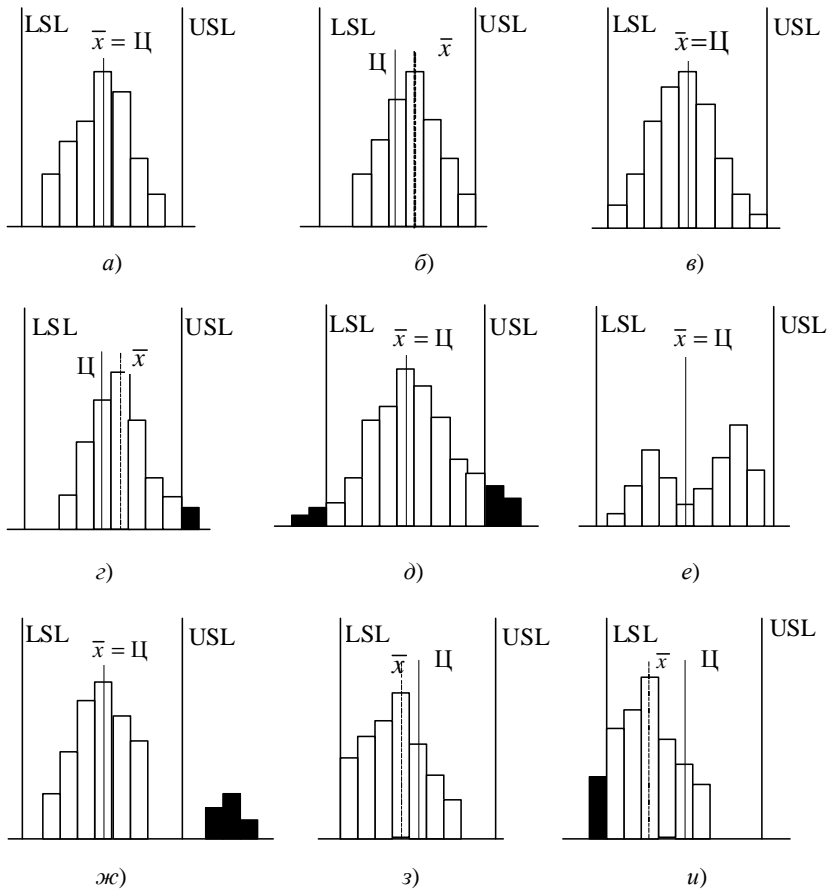 LSL x̄ = Ц USL
а)
LSL Ц x̄ USL
б)
LSL x̄=Ц USL
в)
LSL Ц x̄ USL
г)
LSL x̄ = Ц USL
д)
LSL x̄ = Ц USL
е)
LSL x̄ = Ц USL
ж)
LSL x̄ Ц USL
з)
LSL x̄ Ц USL
и)